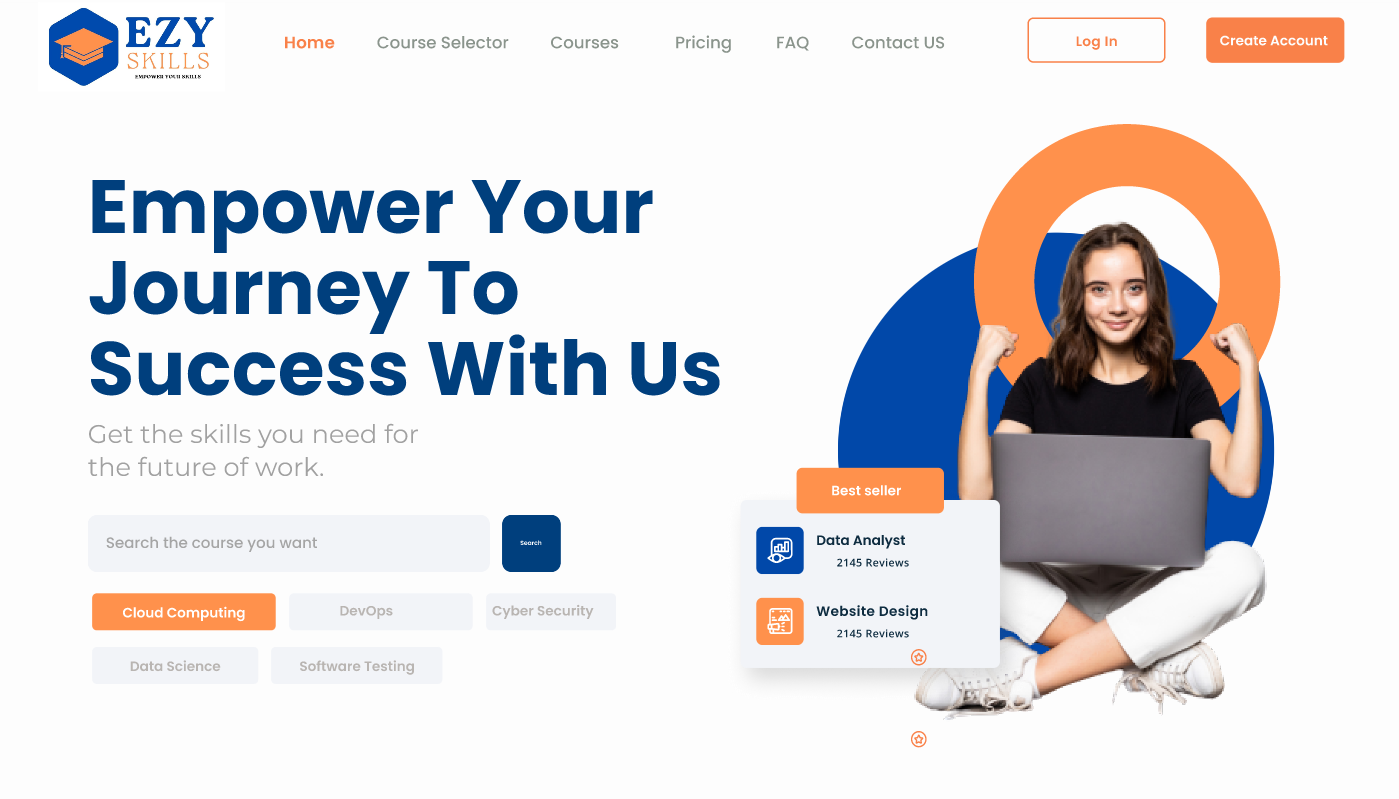 EZY
SKILLS
EMPOWER YOUR SKILLS
Home
Course Selector
Courses
Pricing
FAQ
Contact US
Log In
Create Account
Empower Your
Journey To
Success With Us
Get the skills you need for
the future of work.
Search the course you want
Search
Cloud Computing
DevOps
Cyber Security
Data Science
Software Testing
Best seller
Data Analyst
2145 Reviews
Website Design
2145 Reviews